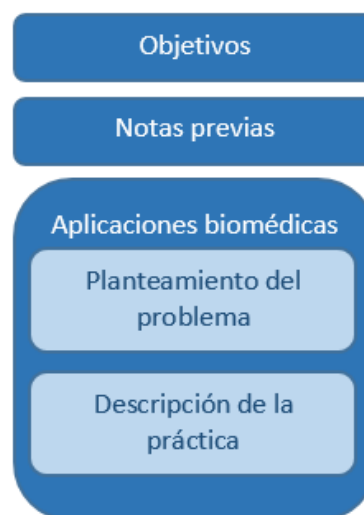 Objetivos
Notas previas
Aplicaciones biomédicas
Planteamiento del
problema
Descripción de la
práctica